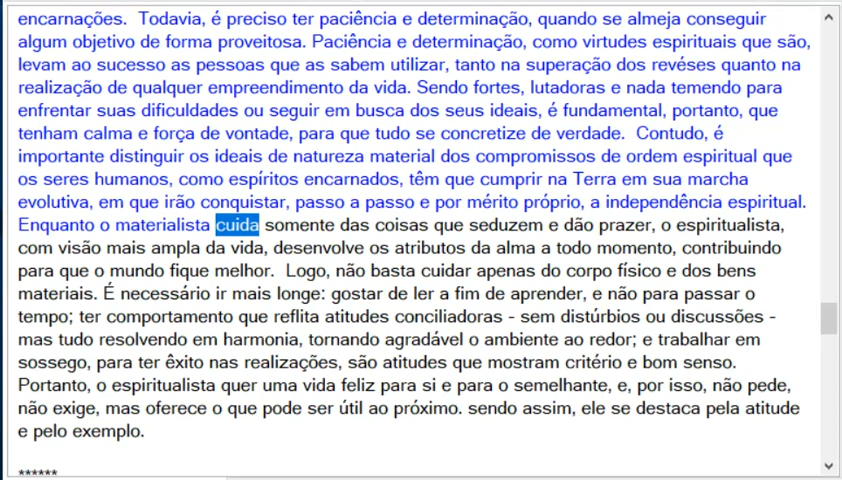 encarnações.  Todavia, é preciso ter paciência e determinação, quando se almeja conseguir
algum objetivo de forma proveitosa. Paciência e determinação, como virtudes espirituais que são,
levam ao sucesso as pessoas que as sabem utilizar, tanto na superação dos revéses quanto na
realização de qualquer empreendimento da vida. Sendo fortes, lutadoras e nada temendo para
enfrentar suas dificuldades ou seguir em busca dos seus ideais, é fundamental, portanto, que
tenham calma e força de vontade, para que tudo se concretize de verdade.  Contudo, é
importante distinguir os ideais de natureza material dos compromissos de ordem espiritual que
os seres humanos, como espíritos encarnados, têm que cumprir na Terra em sua marcha
evolutiva, em que irão conquistar, passo a passo e por mérito próprio, a independência espiritual.
Enquanto o materialista cuida somente das coisas que seduzem e dão prazer, o espiritualista,
com visão mais ampla da vida, desenvolve os atributos da alma a todo momento, contribuindo
para que o mundo fique melhor.  Logo, não basta cuidar apenas do corpo físico e dos bens
materiais. É necessário ir mais longe: gostar de ler a fim de aprender, e não para passar o
tempo; ter comportamento que reflita atitudes conciliadoras - sem distúrbios ou discussões -
mas tudo resolvendo em harmonia, tornando agradável o ambiente ao redor; e trabalhar em
sossego, para ter êxito nas realizações, são atitudes que mostram critério e bom senso.
Portanto, o espiritualista quer uma vida feliz para si e para o semelhante, e, por isso, não pede,
não exige, mas oferece o que pode ser útil ao próximo. sendo assim, ele se destaca pela atitude
e pelo exemplo.
******